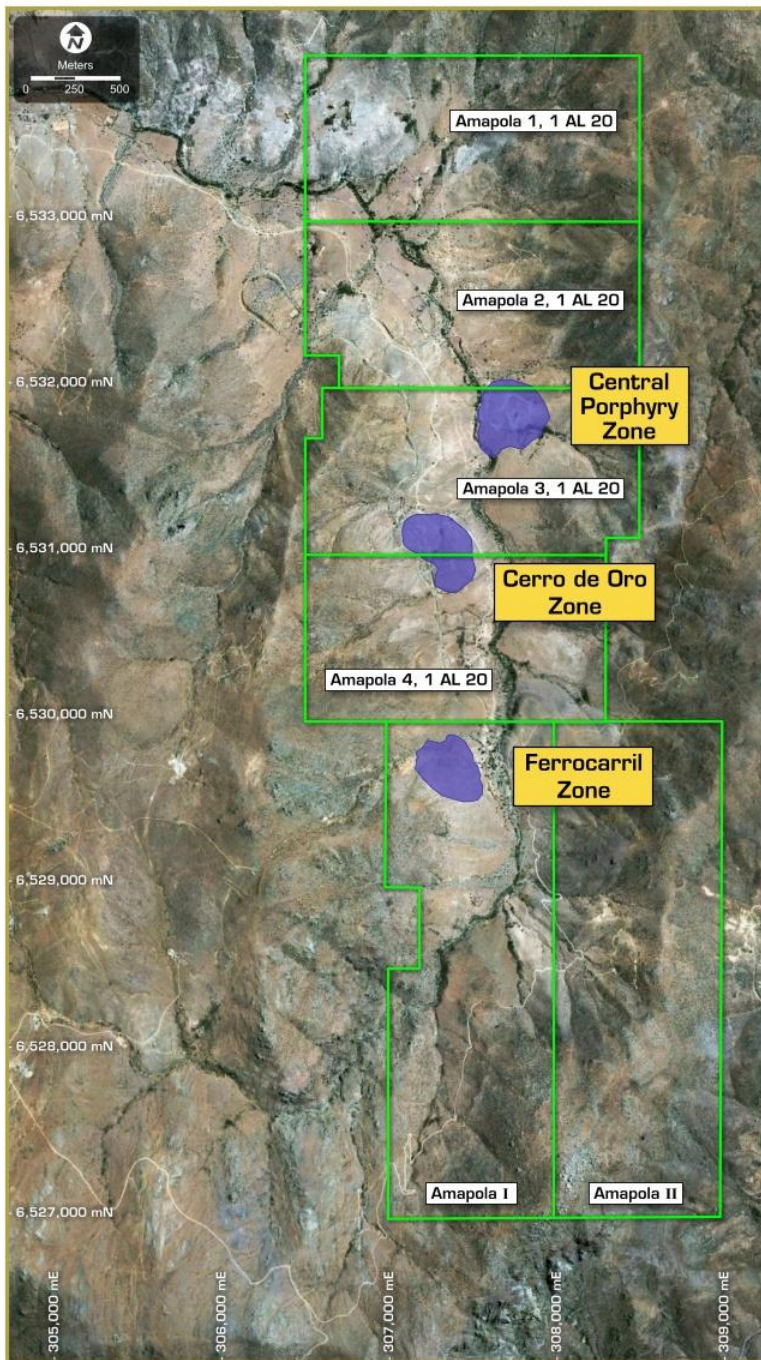 N
Meters
0 250 500
Amapola 1, 1 AL 20
6,533,000 mN
Amapola 2, 1 AL 20
6,532,000 mN
Central
Porphyry
Zone
Amapola 3, 1 AL 20
6,531,000 mN
Cerro de Oro
Zone
Amapola 4, 1 AL 20
6,530,000 mN
Ferrocarril
Zone
6,529,000 mN
6,528,000 mN
Amapola I
Amapola II
6,527,000 mN
305,000 mE
306,000 mE
307,000 mE
308,000 mE
309,000 mE